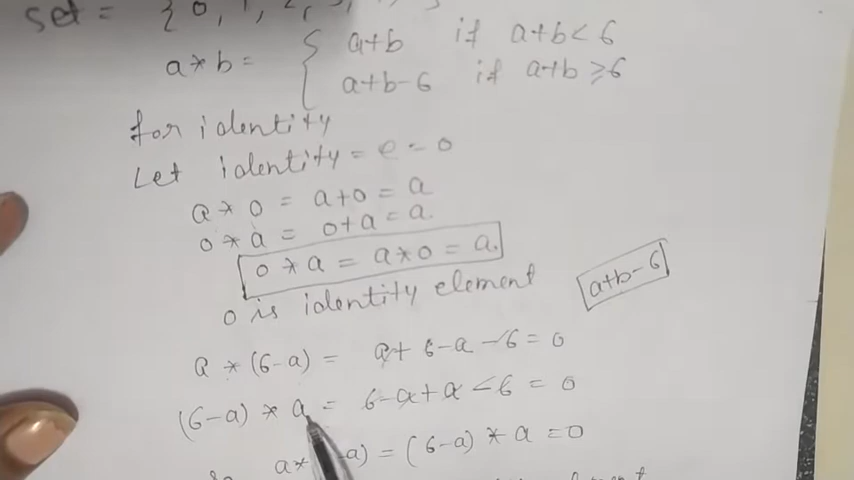 set = { 0, 1, 2,
a * b = { a+b if a+b < 6
a+b-6 if a+b ≥ 6
for identity
Let identity = e = 0
a * 0 = a+0 = a
0 * a = 0+a = a.
0 * a = a * 0 = a.
0 is identity element
a+b-6
a * (6-a) = a + 6-a-6 = 0
(6-a) * a = 6-a+a < 6 = 0
a* -a) = (6-a) * a = 0